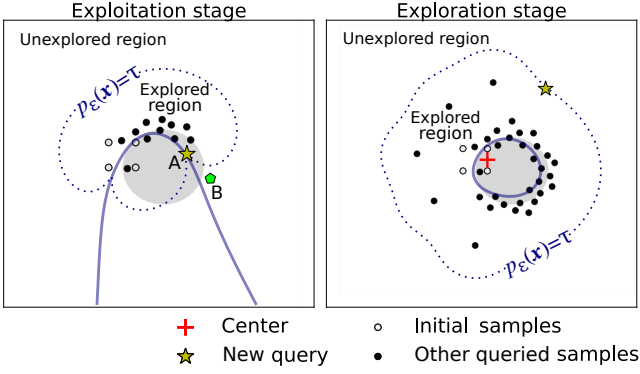 Exploitation stage
Unexplored region
Explored
region
pε(x)=τ
A
B
Exploration stage
Unexplored region
Explored
region
pε(x)=τ
Center
New query
Initial samples
Other queried samples